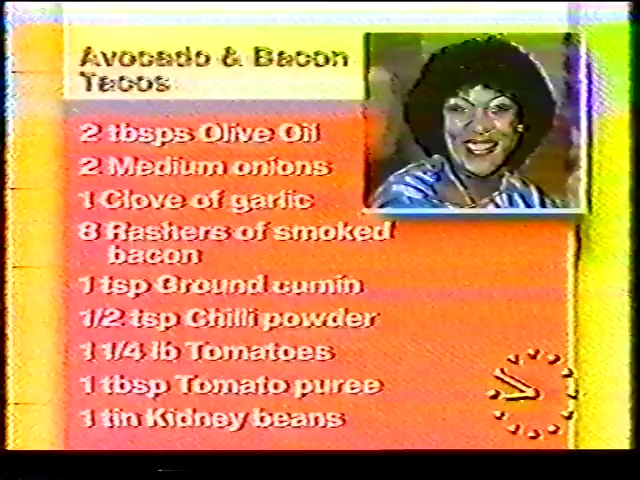 Avocado & Bacon
Tacos
2 tbsps Olive Oil
2 Medium onions
1 Clove of garlic
8 Rashers of smoked
bacon
1 tsp Ground cumin
1/2 tsp Chilli powder
1 1/4 lb Tomatoes
1 tbsp Tomato puree
1 tin Kidney beans